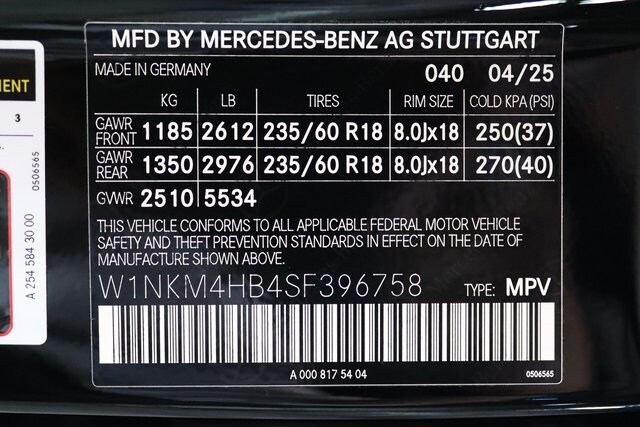 MFD BY MERCEDES-BENZ AG STUTTGART
MADE IN GERMANY 040 04/25
KG LB TIRES RIM SIZE COLD KPA (PSI)
GAWR FRONT 1185 2612 235/60 R18 8.0Jx18 250(37)
GAWR REAR 1350 2976 235/60 R18 8.0Jx18 270(40)
GVWR 2510 5534
THIS VEHICLE CONFORMS TO ALL APPLICABLE FEDERAL MOTOR VEHICLE
SAFETY AND THEFT PREVENTION STANDARDS IN EFFECT ON THE DATE OF
MANUFACTURE SHOWN ABOVE.
W1NKM4HB4SF396758 TYPE: MPV
A 000 817 54 04 0506565
3
0506565
A 254 584 30 00